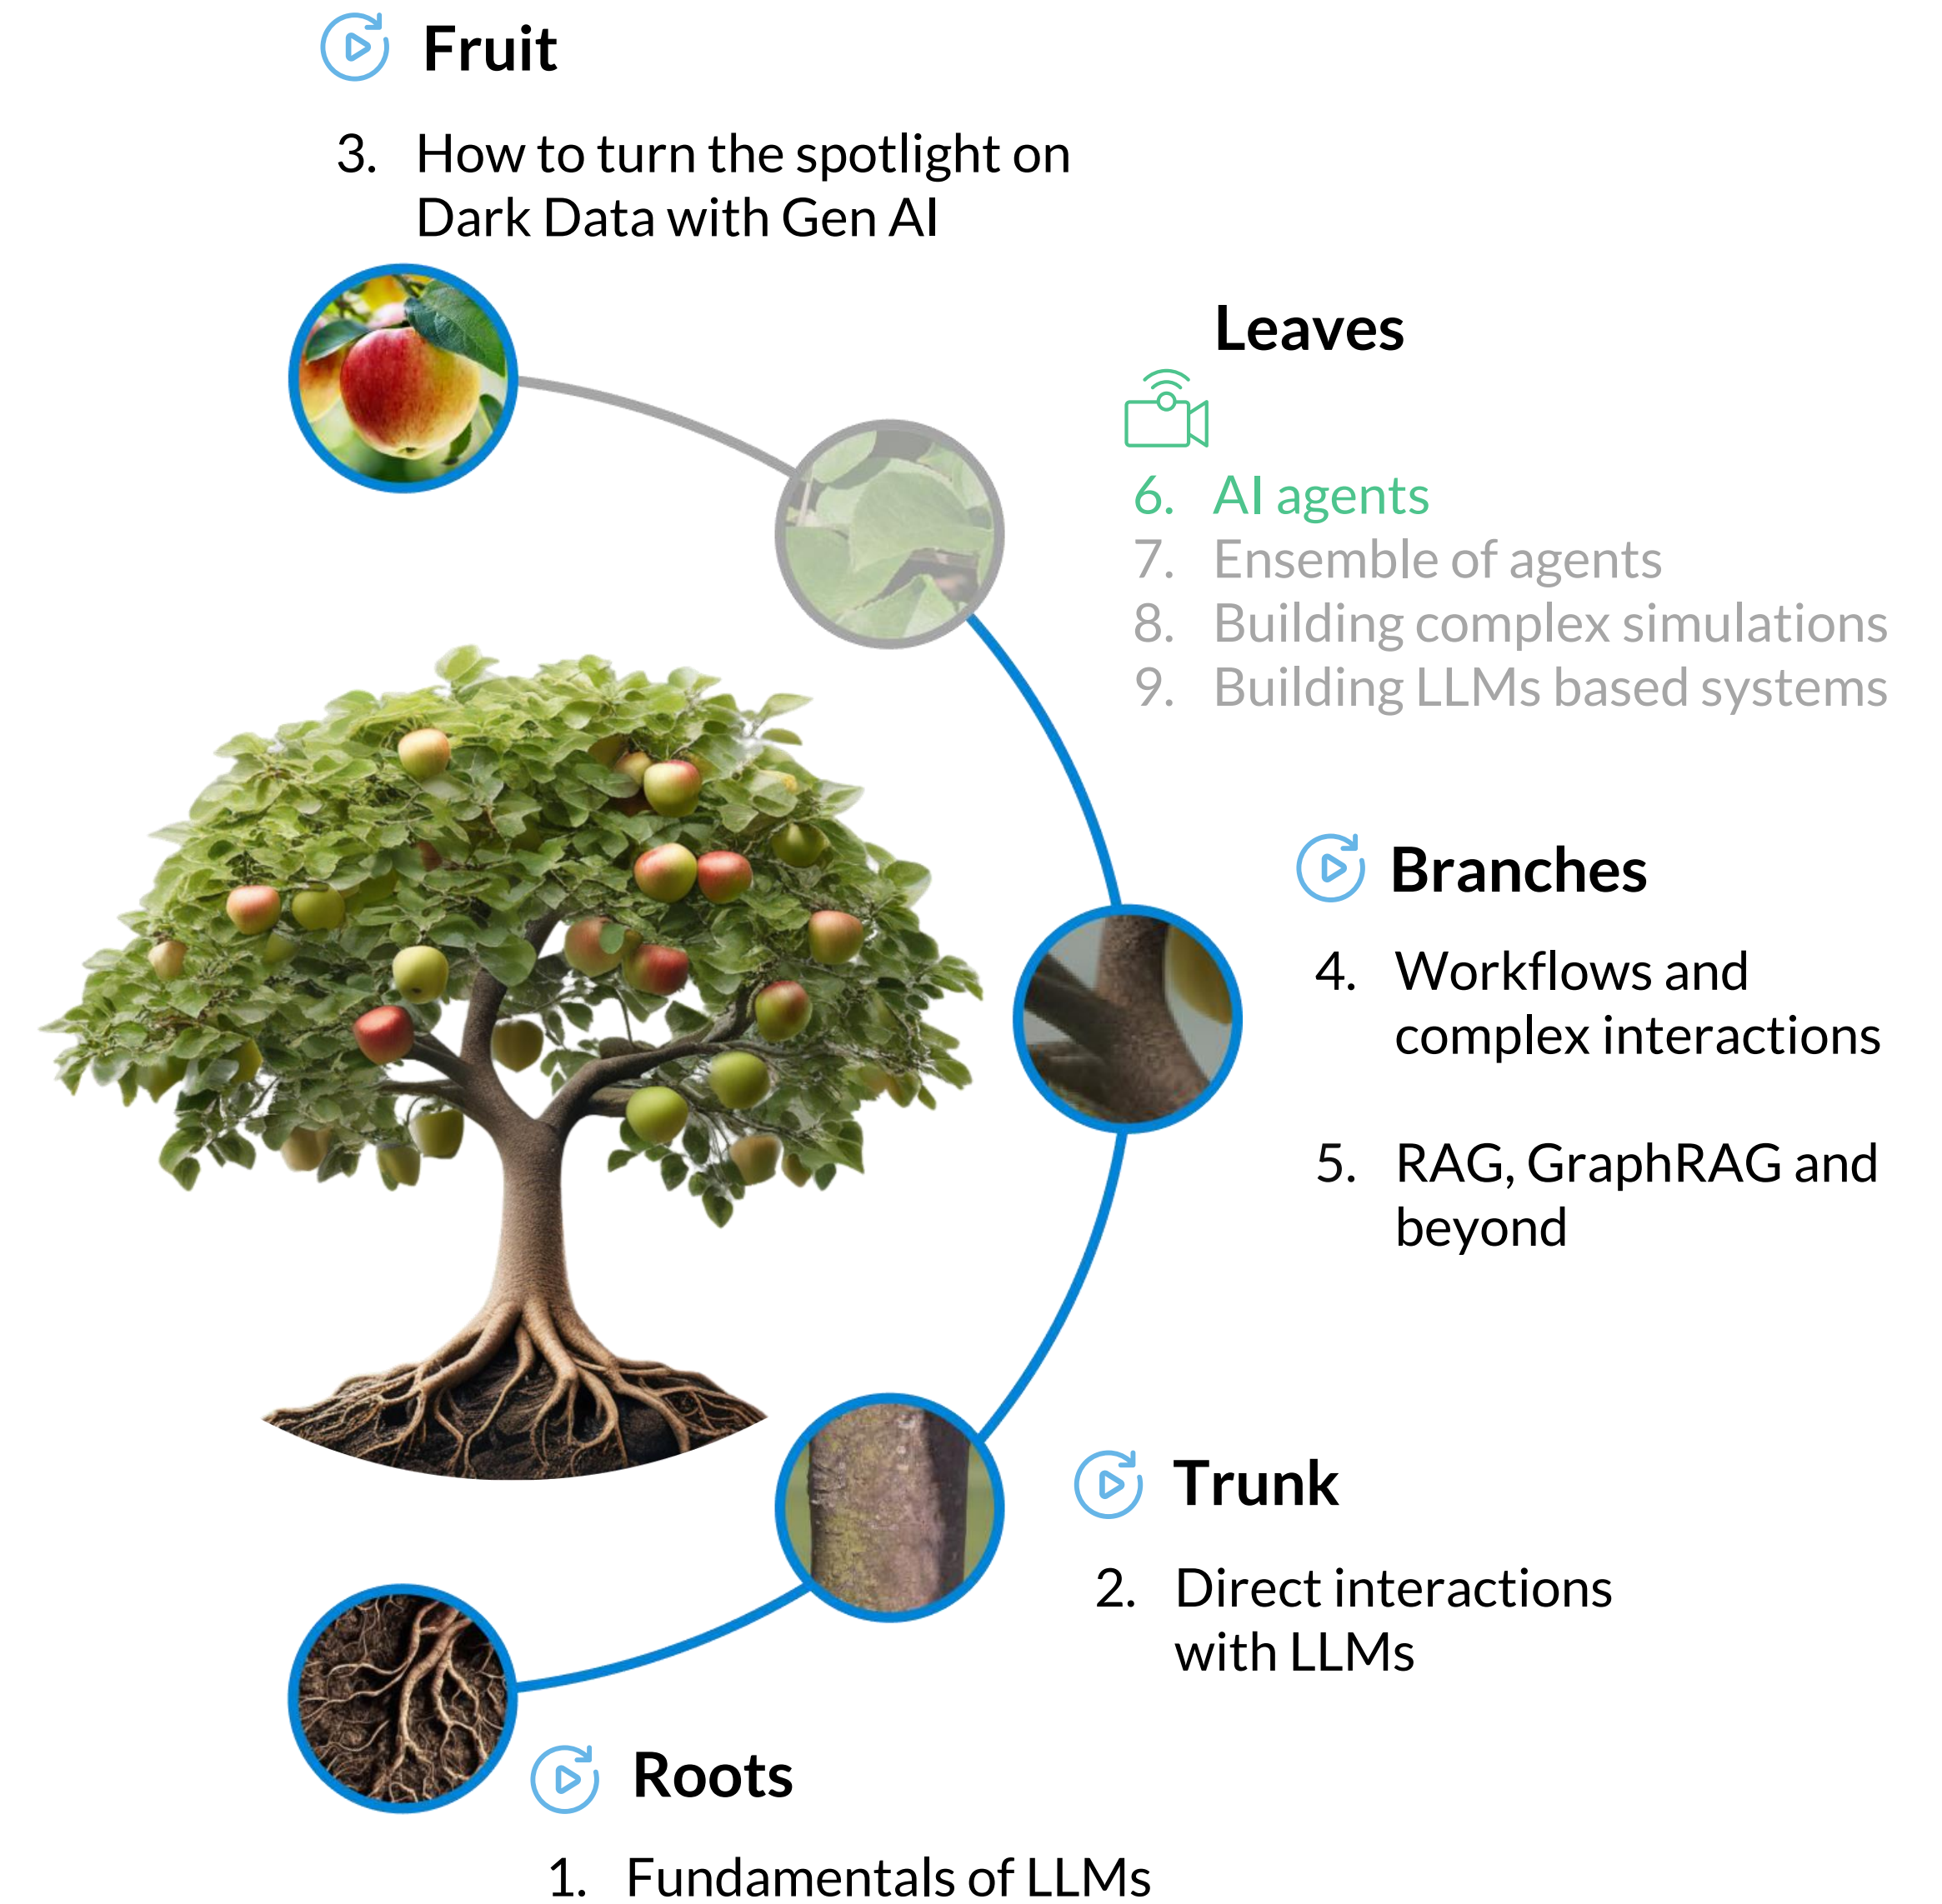 Fruit
3. How to turn the spotlight on
Dark Data with Gen AI
Leaves
6. AI agents
7. Ensemble of agents
8. Building complex simulations
9. Building LLMs based systems
Branches
4. Workflows and
complex interactions
5. RAG, GraphRAG and
beyond
Trunk
2. Direct interactions
with LLMs
Roots
1. Fundamentals of LLMs